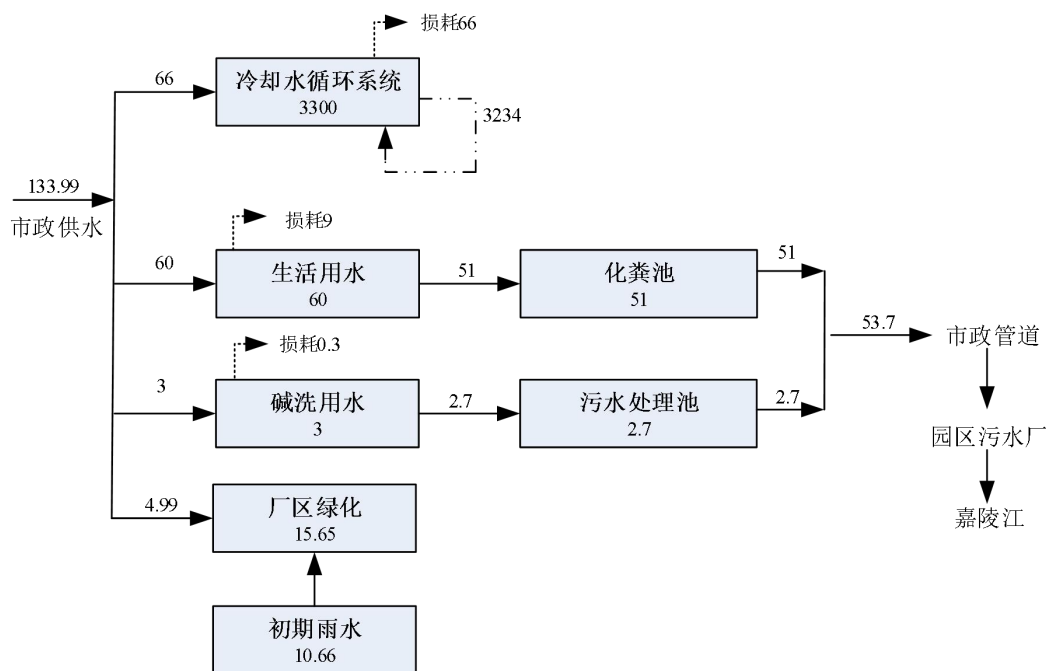 损耗66
66
冷却水循环系统
3300
3234
133.99
市政供水
损耗9
60
生活用水
60
51
化粪池
51
51
53.7
市政管道
损耗0.3
3
碱洗用水
3
2.7
污水处理池
2.7
2.7
园区污水厂
嘉陵江
4.99
厂区绿化
15.65
初期雨水
10.66